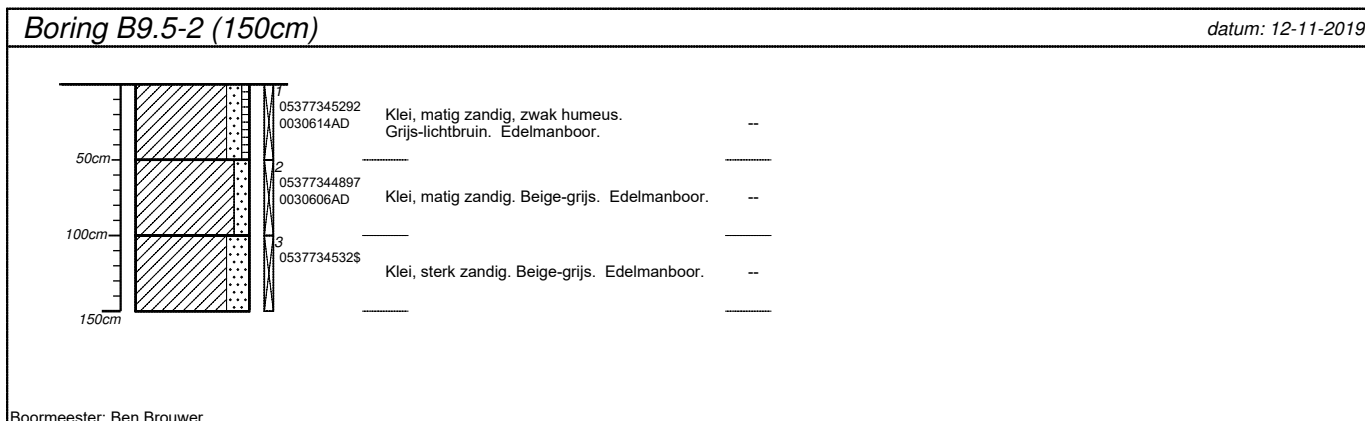 Boring B9.5-2 (150cm)
datum: 12-11-2019
1
05377345292
0030614AD
Klei, matig zandig, zwak humeus.
Grijs-lichtbruin. Edelmanboor.
--
50cm
2
05377344897
0030606AD
Klei, matig zandig. Beige-grijs. Edelmanboor.
--
100cm
3
0537734532$
Klei, sterk zandig. Beige-grijs. Edelmanboor.
--
150cm
Boormeester: Ben Brouwer